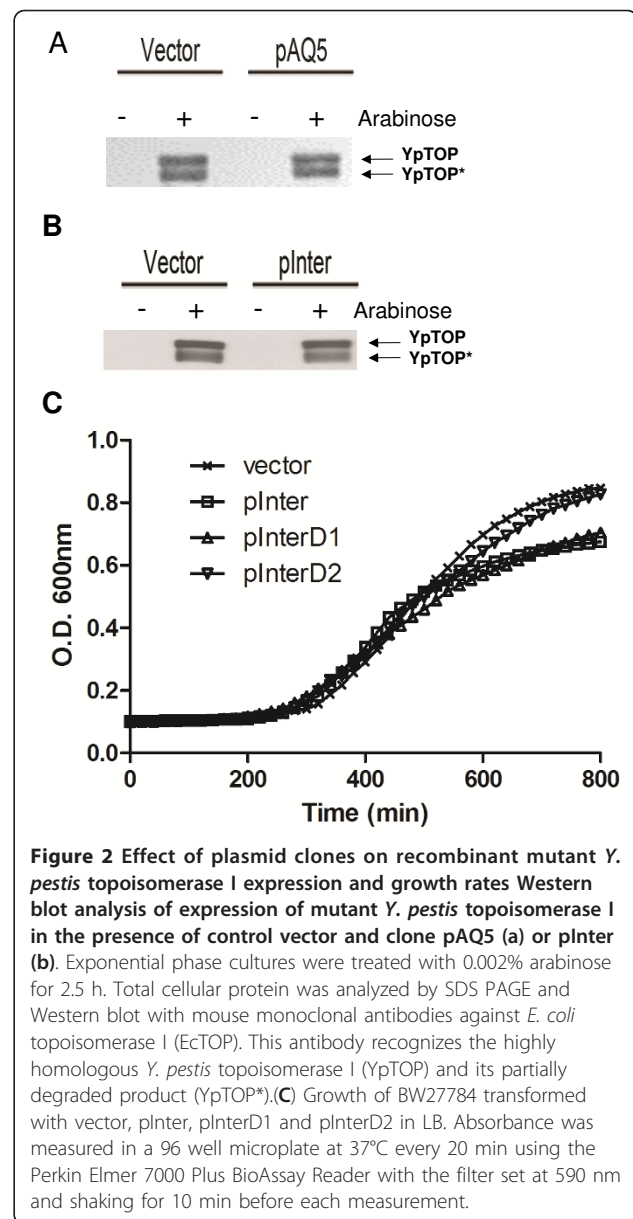 A
Vector pAQ5
- + - + Arabinose
YpTOP
YpTOP*
B
Vector pInter
- + - + Arabinose
YpTOP
YpTOP*
C
1.0
0.8
0.6
0.4
0.2
0.0
O.D. 600nm
vector
pInter
pInterD1
pInterD2
0 200 400 600 800
Time (min)
Figure 2 Effect of plasmid clones on recombinant mutant Y.
pestis topoisomerase I expression and growth rates Western
blot analysis of expression of mutant Y. pestis topoisomerase I
in the presence of control vector and clone pAQ5 (a) or pInter
(b). Exponential phase cultures were treated with 0.002% arabinose
for 2.5 h. Total cellular protein was analyzed by SDS PAGE and
Western blot with mouse monoclonal antibodies against E. coli
topoisomerase I (EcTOP). This antibody recognizes the highly
homologous Y. pestis topoisomerase I (YpTOP) and its partially
degraded product (YpTOP*).(C) Growth of BW27784 transformed
with vector, pInter, pInterD1 and pInterD2 in LB. Absorbance was
measured in a 96 well microplate at 37°C every 20 min using the
Perkin Elmer 7000 Plus BioAssay Reader with the filter set at 590 nm
and shaking for 10 min before each measurement.